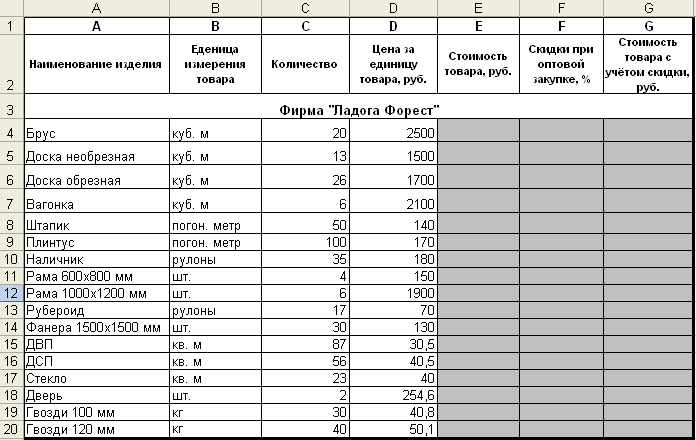 A B C D E F G
1 A B C D E F G
2 Наименование изделия Еденица измерения товара Количество Цена за единицу товара, руб. Стоимость товара, руб. Скидки при оптовой закупке, % Стоимость товара с учётом скидки, руб.
3 Фирма "Ладога Форест"
4 Брус куб. м 20 2500
5 Доска необрезная куб. м 13 1500
6 Доска обрезная куб. м 26 1700
7 Вагонка куб. м 6 2100
8 Штапик погон. метр 50 140
9 Плинтус погон. метр 100 170
10 Наличник рулоны 35 180
11 Рама 600х800 мм шт. 4 150
12 Рама 1000х1200 мм шт. 6 1900
13 Рубероид рулоны 17 70
14 Фанера 1500х1500 мм шт. 30 130
15 ДВП кв. м 87 30,5
16 ДСП кв. м 56 40,5
17 Стекло кв. м 23 40
18 Дверь шт. 2 254,6
19 Гвозди 100 мм кг 30 40,8
20 Гвозди 120 мм кг 40 50,1